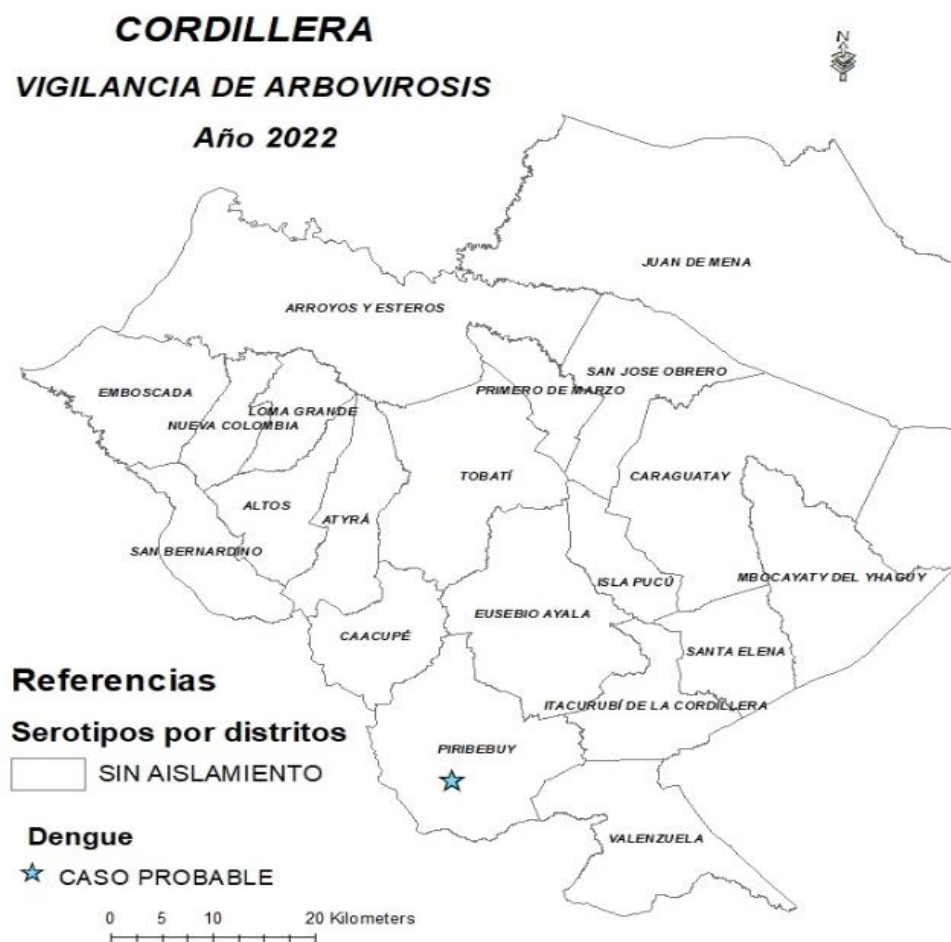 CORDILLERA
VIGILANCIA DE ARBOVIROSIS
Año 2022
N
JUAN DE MENA
ARROYOS Y ESTEROS
SAN JOSE OBRERO
EMBOSCADA
PRIMERO DE MARZO
LOMA GRANDE
NUEVA COLOMBIA
TOBATÍ
CARAGUATAY
ALTOS
ATYRÁ
SAN BERNARDINO
ISLA PUCÚ
MBOCAYATY DEL YHAGUY
EUSEBIO AYALA
CAACUPÉ
SANTA ELENA
ITACURUBÍ DE LA CORDILLERA
PIRIBEBUY
VALENZUELA
Referencias
Serotipos por distritos
SIN AISLAMIENTO
Dengue
CASO PROBABLE
0 5 10 20 Kilometers